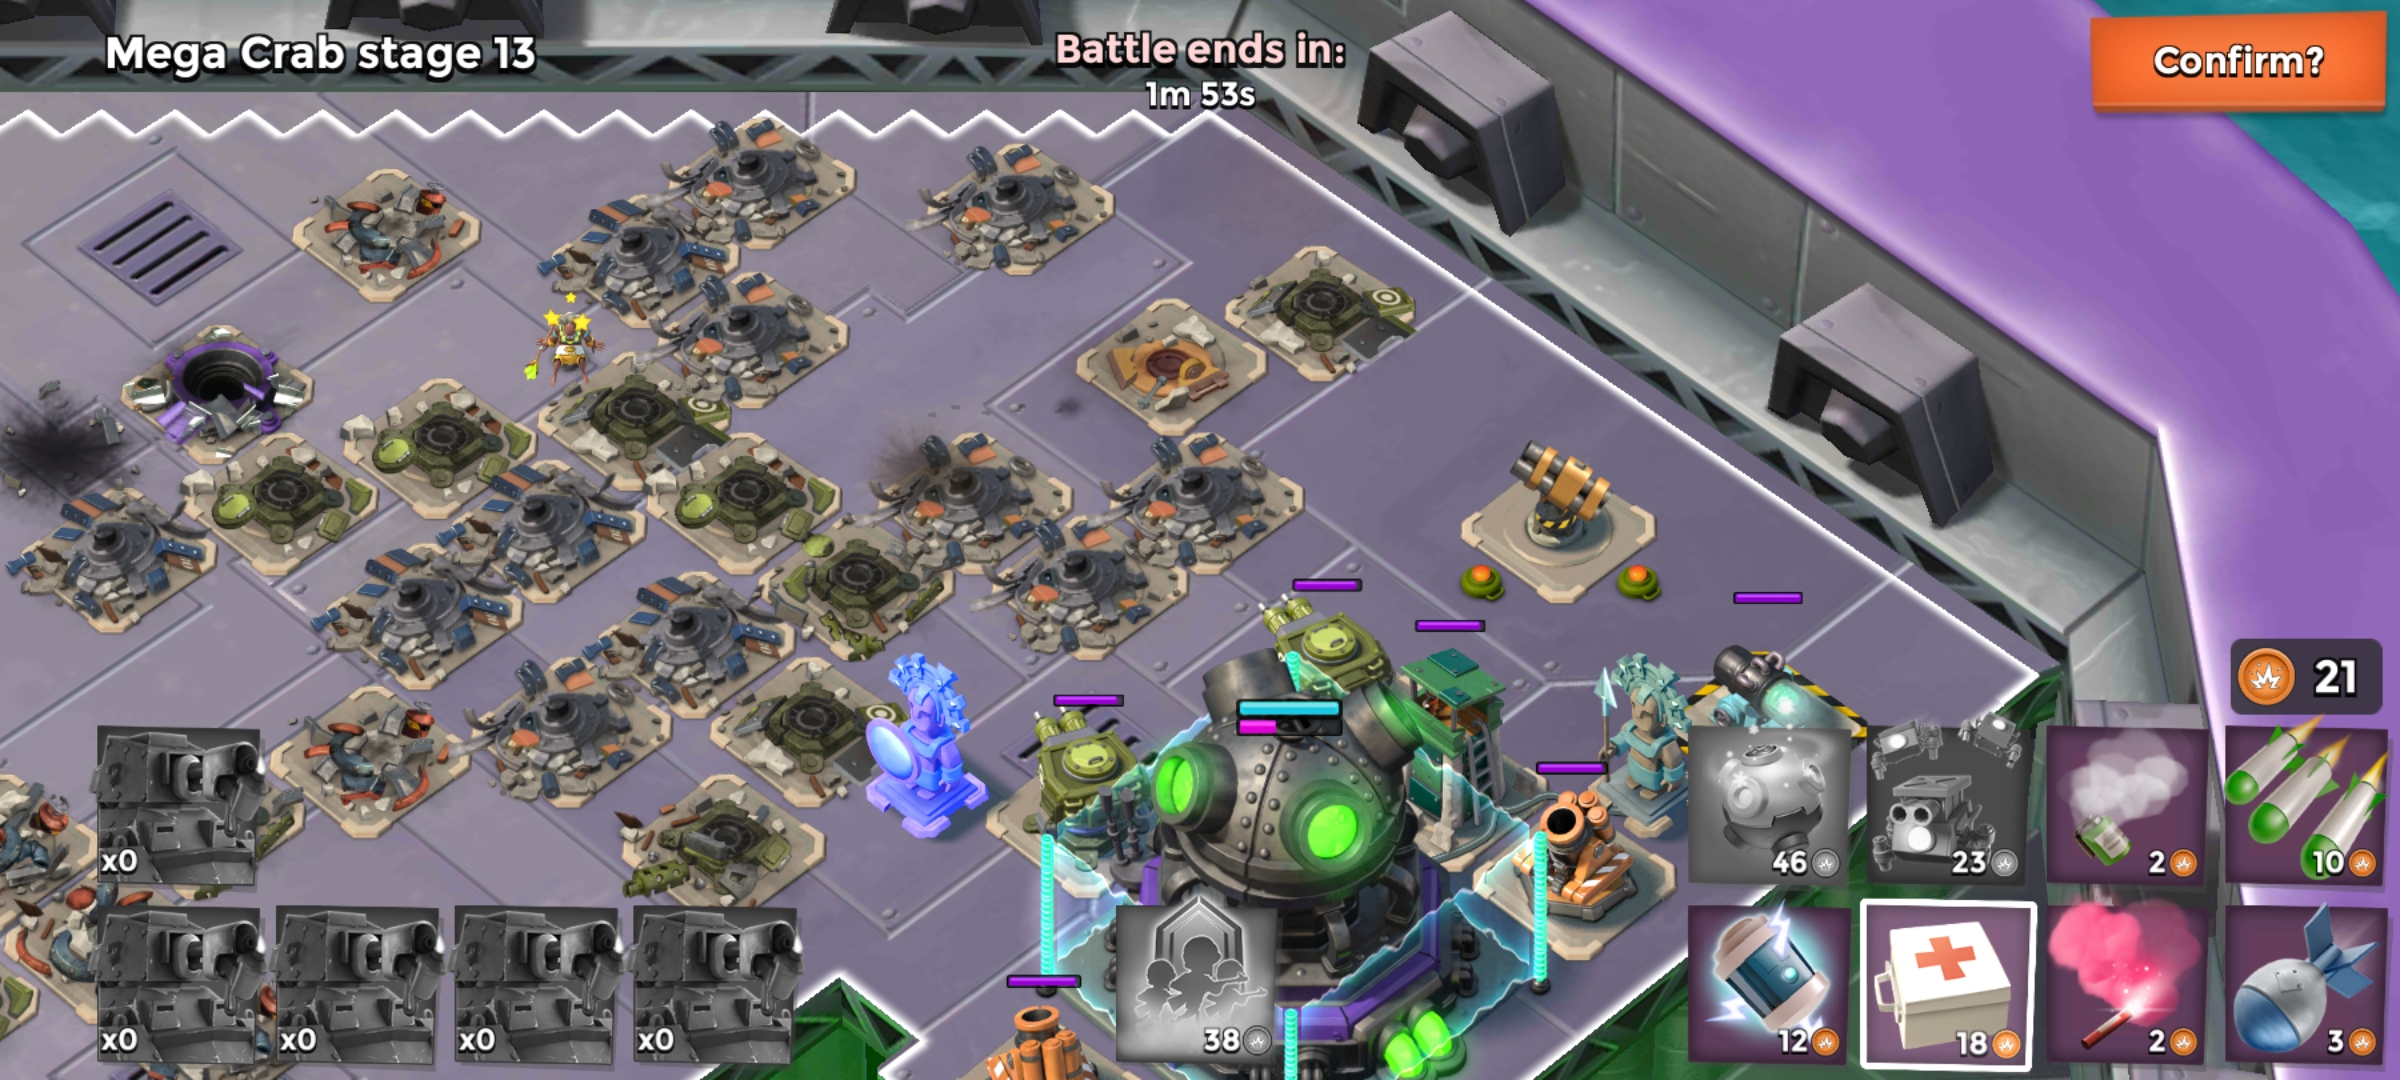 Mega Crab stage 13
Battle ends in:
1m 53s
Confirm?
21
x0
46
23
2
10
x0
x0
x0
x0
38
12
18
2
3